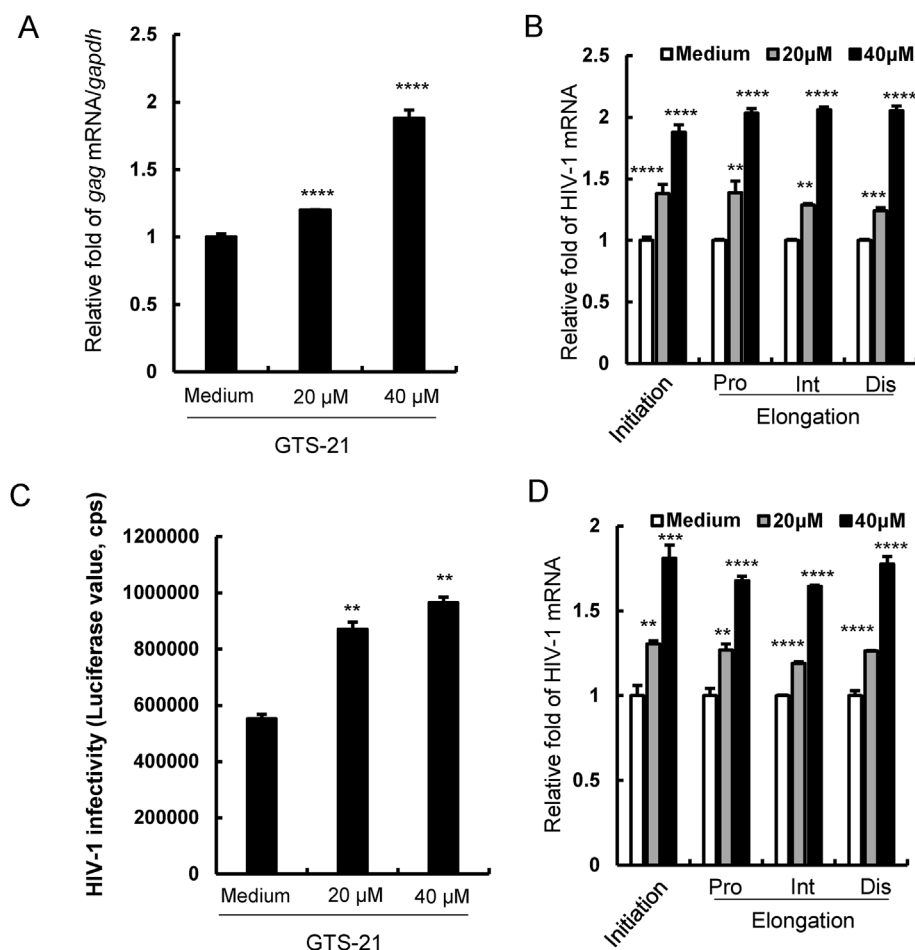 A
Relative fold of gag mRNA/gapdh
2.5
2
1.5
1
0.5
0
****
****
Medium 20 µM 40 µM
GTS-21
B
Relative fold of HIV-1 mRNA
Medium 20µM 40µM
2.5
2
1.5
1
0.5
0
**** **** ** **** ** **** *** ****
Initiation Pro Int Dis
Elongation
C
HIV-1 infectivity (Luciferase value, cps)
1200000
1000000
800000
600000
400000
200000
0
** **
Medium 20 µM 40 µM
GTS-21
D
Relative fold of HIV-1 mRNA
Medium 20µM 40µM
2
1.5
1
0.5
0
** *** ** **** **** **** **** ****
Initiation Pro Int Dis
Elongation